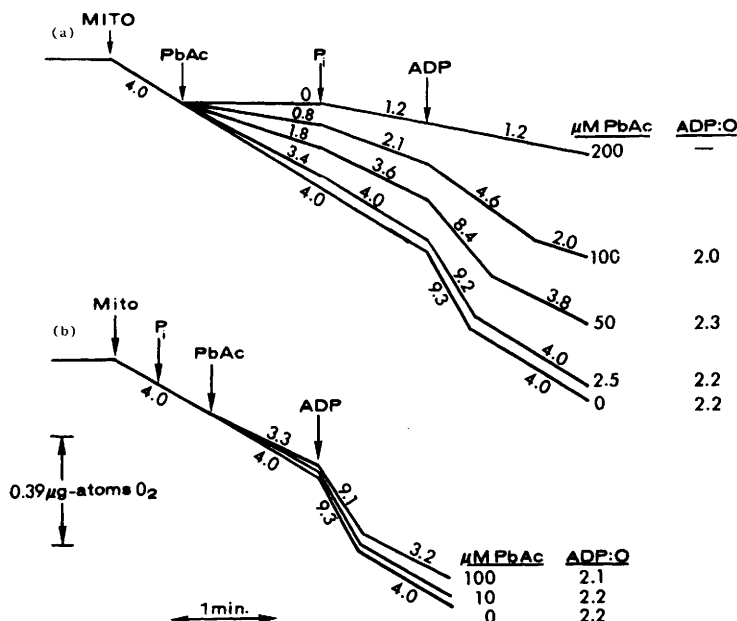 (a)
MITO
PbAc
Pi
ADP
4.0
0
1.2
1.2
0.8
2.1
4.6
2.0
1.8
3.6
8.4
3.8
3.4
4.0
9.2
4.0
4.0
9.3
4.0
µM PbAc ADP:O
200 —
100 2.0
50 2.3
2.5 2.2
0 2.2
(b)
Mito
Pi
PbAc
ADP
4.0
3.3
4.0
9.1
9.3
3.2
4.0
0.39µg-atoms O2
1min.
µM PbAc ADP:O
100 2.1
10 2.2
0 2.2